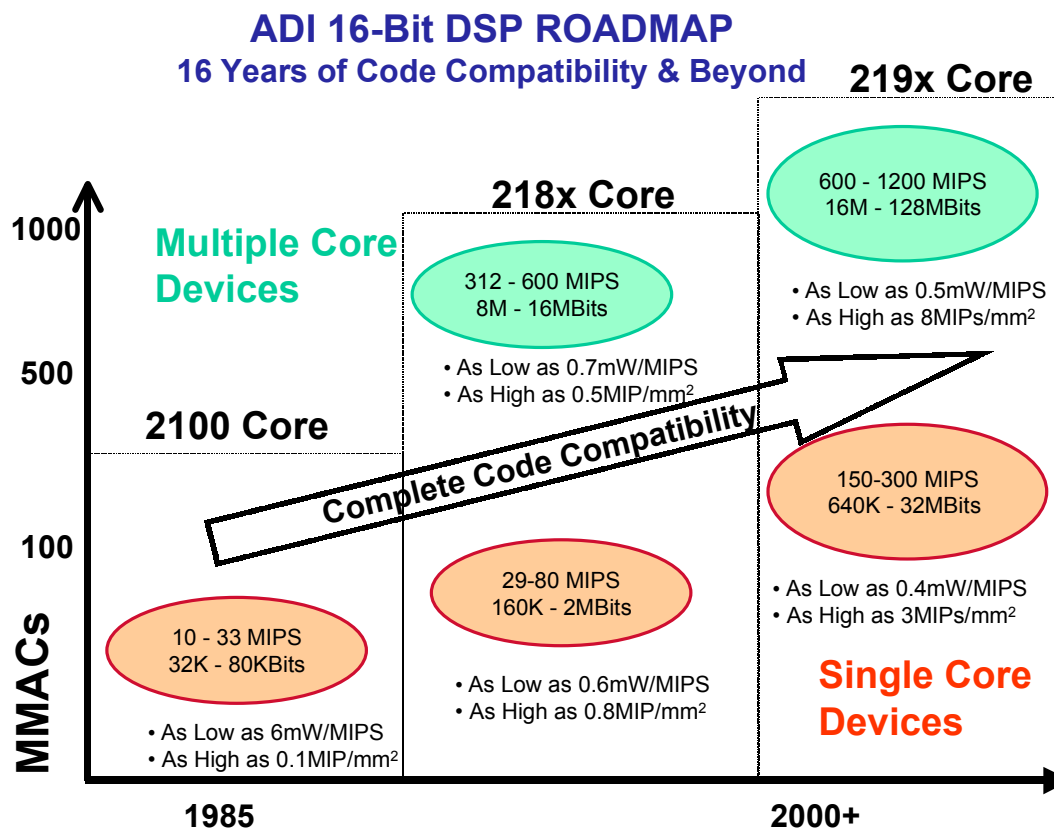 ADI 16-Bit DSP ROADMAP
16 Years of Code Compatibility & Beyond
219x Core
600 - 1200 MIPS
16M - 128MBits
218x Core
1000
Multiple Core
Devices
312 - 600 MIPS
8M - 16MBits
• As Low as 0.5mW/MIPS
• As High as 8MIPs/mm²
• As Low as 0.7mW/MIPS
• As High as 0.5MIP/mm²
500
2100 Core
Complete Code Compatibility
150-300 MIPS
640K - 32MBits
100
29-80 MIPS
160K - 2MBits
• As Low as 0.4mW/MIPS
• As High as 3MIPs/mm²
10 - 33 MIPS
32K - 80KBits
• As Low as 0.6mW/MIPS
• As High as 0.8MIP/mm²
Single Core
Devices
• As Low as 6mW/MIPS
• As High as 0.1MIP/mm²
MMACs
1985
2000+